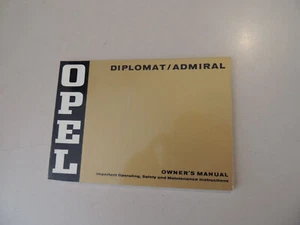 OPEL
DIPLOMAT/ADMIRAL
OWNER'S MANUAL
Important Operating, Safety and Maintenance Instructions